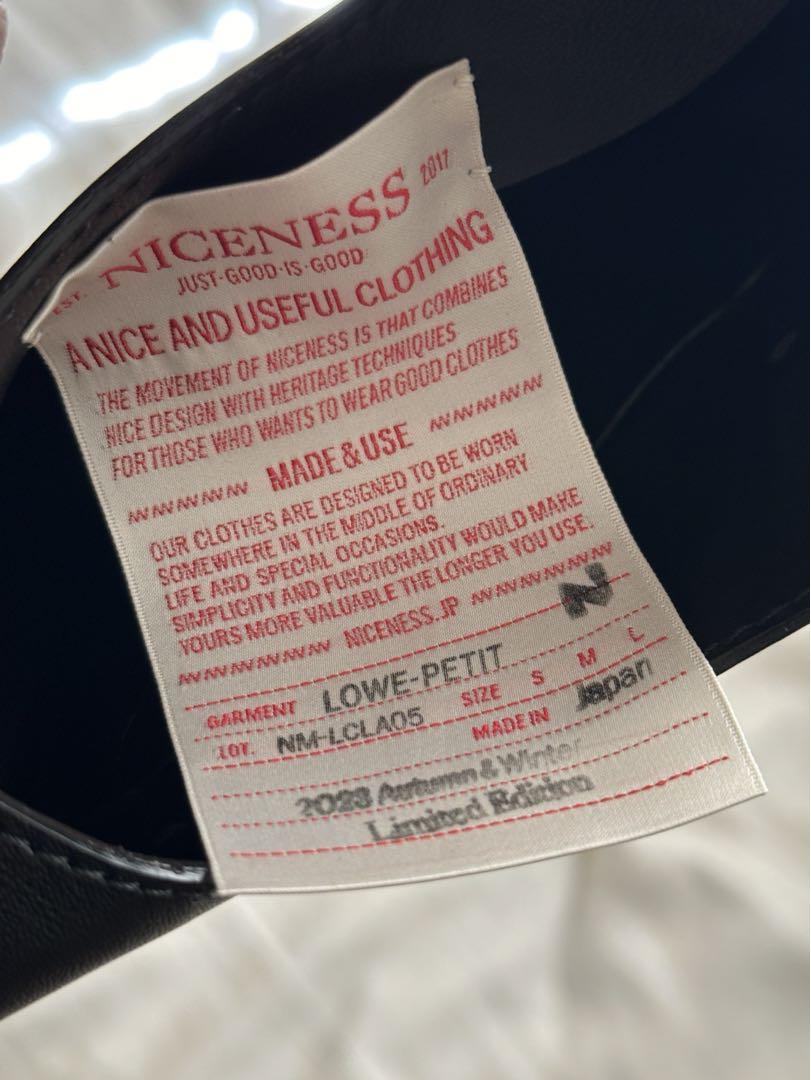 EST. NICENESS 2017
JUST·GOOD·IS·GOOD
A NICE AND USEFUL CLOTHING
THE MOVEMENT OF NICENESS IS THAT COMBINES
NICE DESIGN WITH HERITAGE TECHNIQUES
FOR THOSE WHO WANTS TO WEAR GOOD CLOTHES
MADE & USE
OUR CLOTHES ARE DESIGNED TO BE WORN
SOMEWHERE IN THE MIDDLE OF ORDINARY
LIFE AND SPECIAL OCCASIONS.
SIMPLICITY AND FUNCTIONALITY WOULD MAKE
YOURS MORE VALUABLE THE LONGER YOU USE.
NICENESS.JP
N
GARMENT LOWE-PETIT SIZE S M L
LOT. NM-LCLA05 MADE IN Japan
2023 Autumn & Winter
Limited Edition